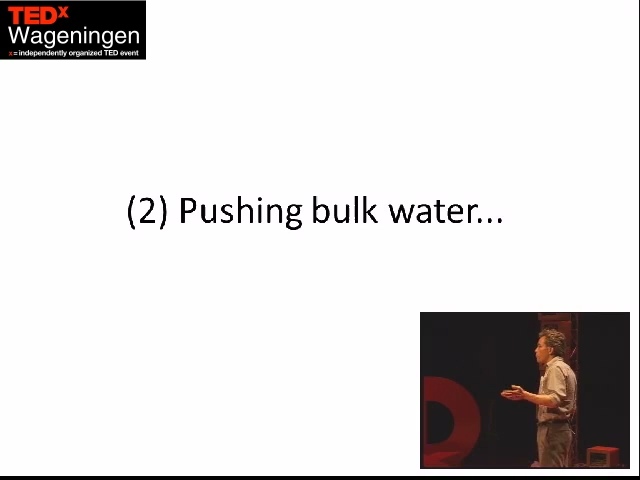 TEDx
Wageningen
x = independently organized TED event
(2) Pushing bulk water...